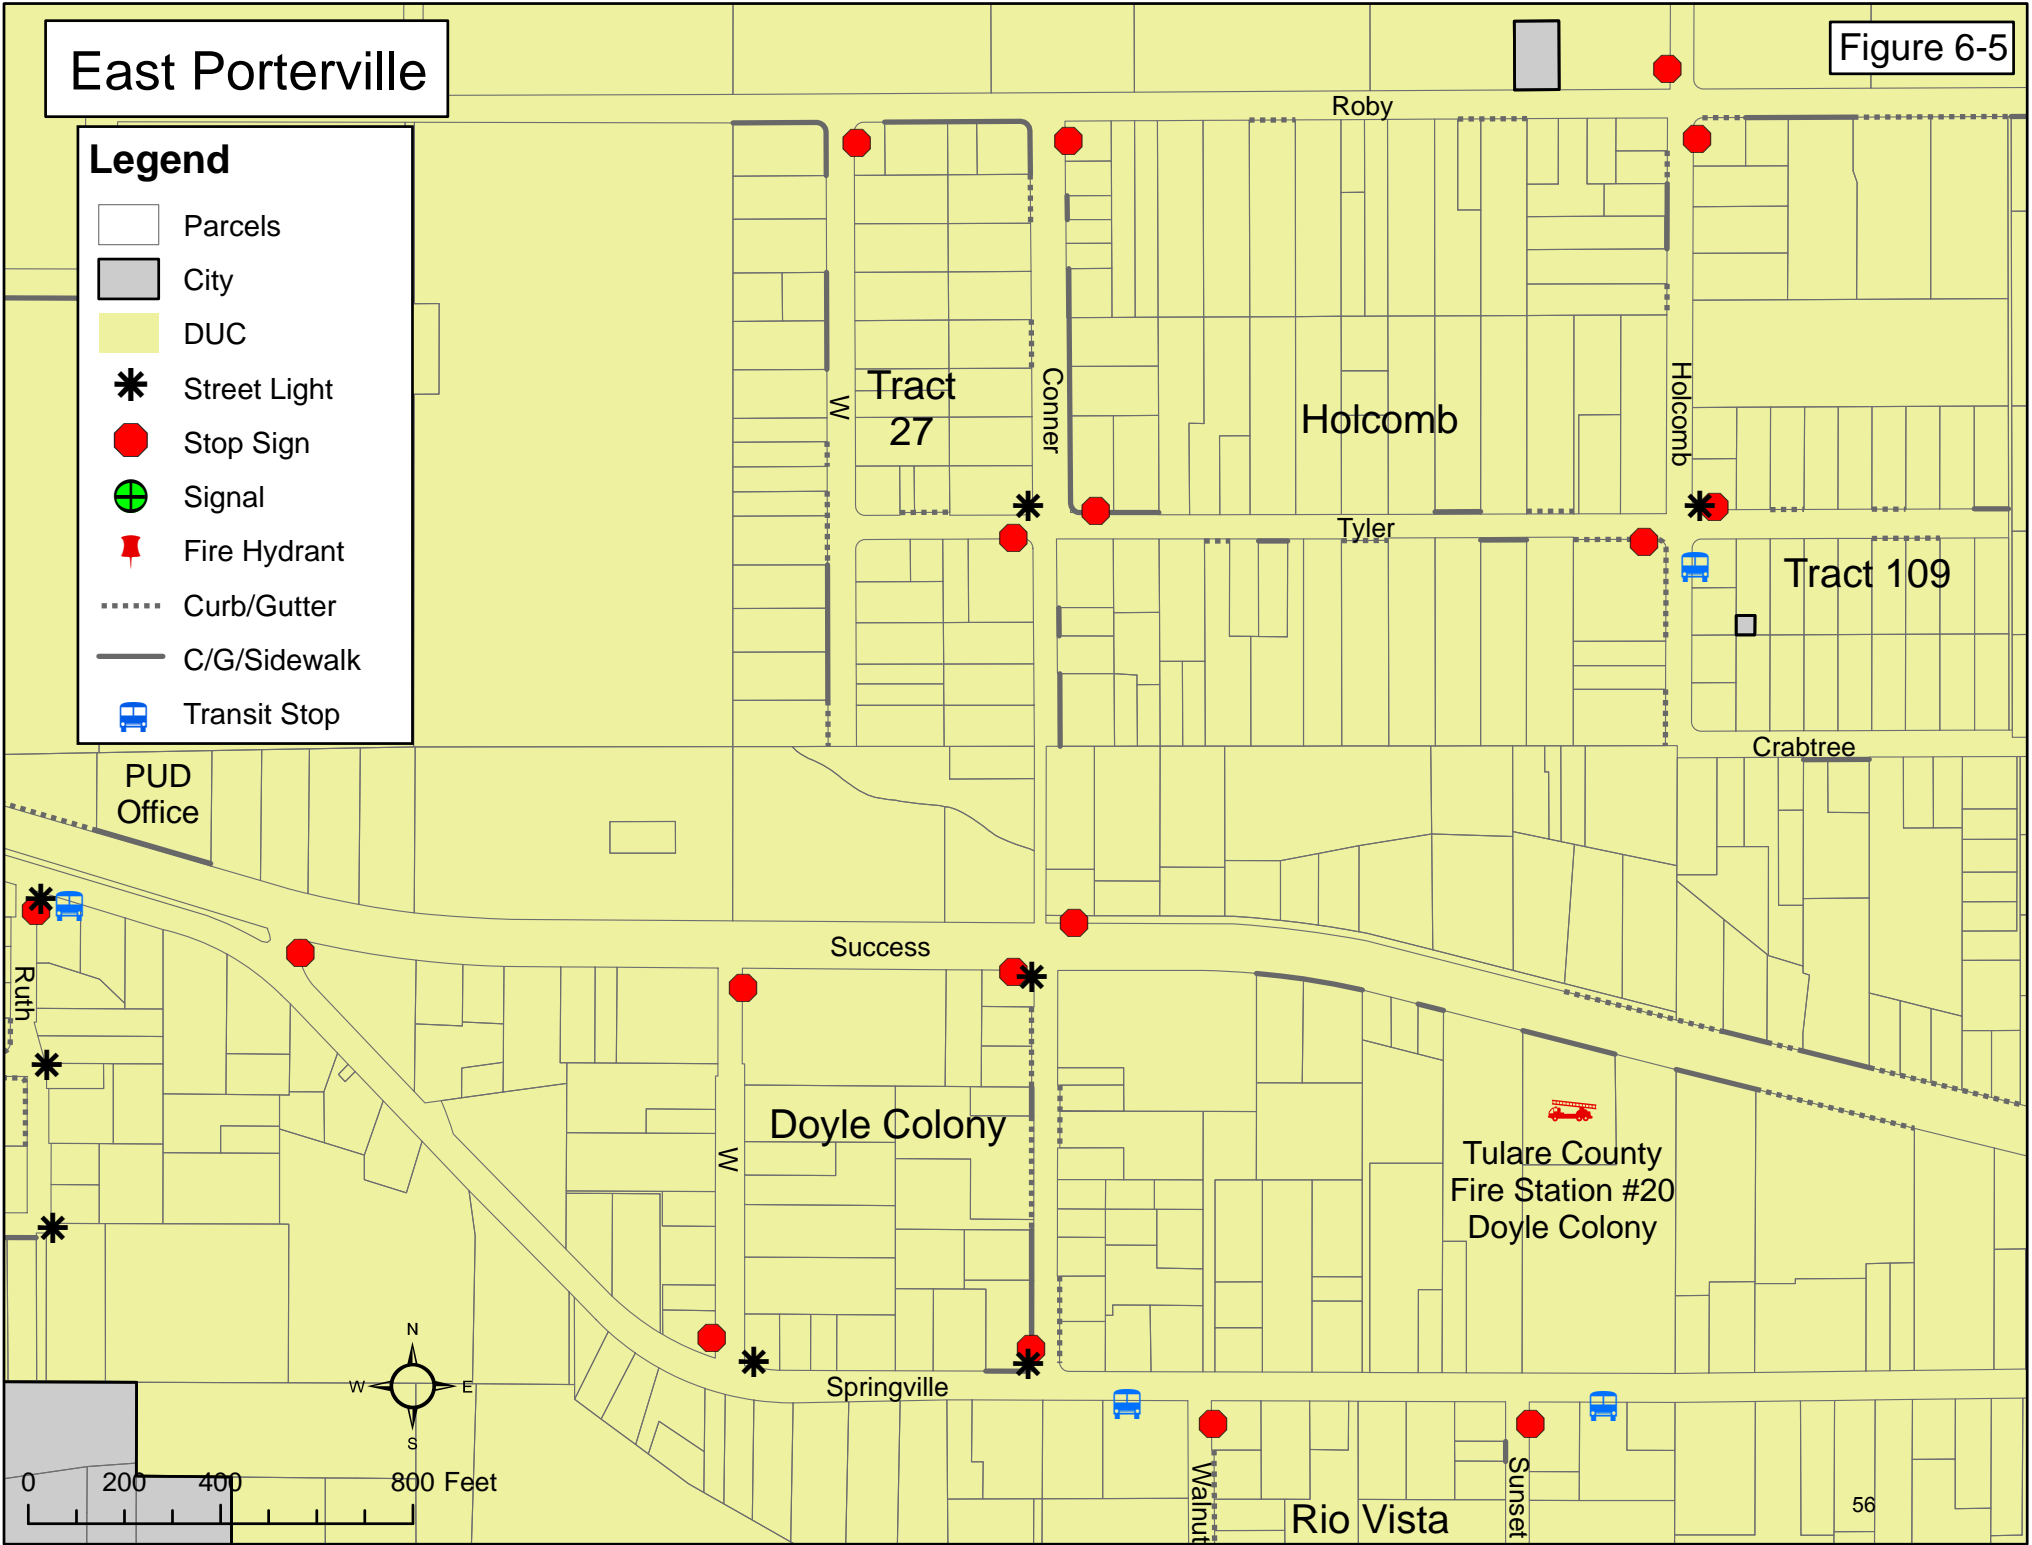 East Porterville
Figure 6-5
Legend
Parcels
City
DUC
Street Light
Stop Sign
Signal
Fire Hydrant
Curb/Gutter
C/G/Sidewalk
Transit Stop
Roby
W
Tract
27
Conner
Holcomb
Holcomb
Tyler
Tract 109
Crabtree
PUD
Office
Success
Ruth
Doyle Colony
W
Tulare County
Fire Station #20
Doyle Colony
Springville
N
W
E
S
0 200 400 800 Feet
Walnut
Rio Vista
Sunset
56